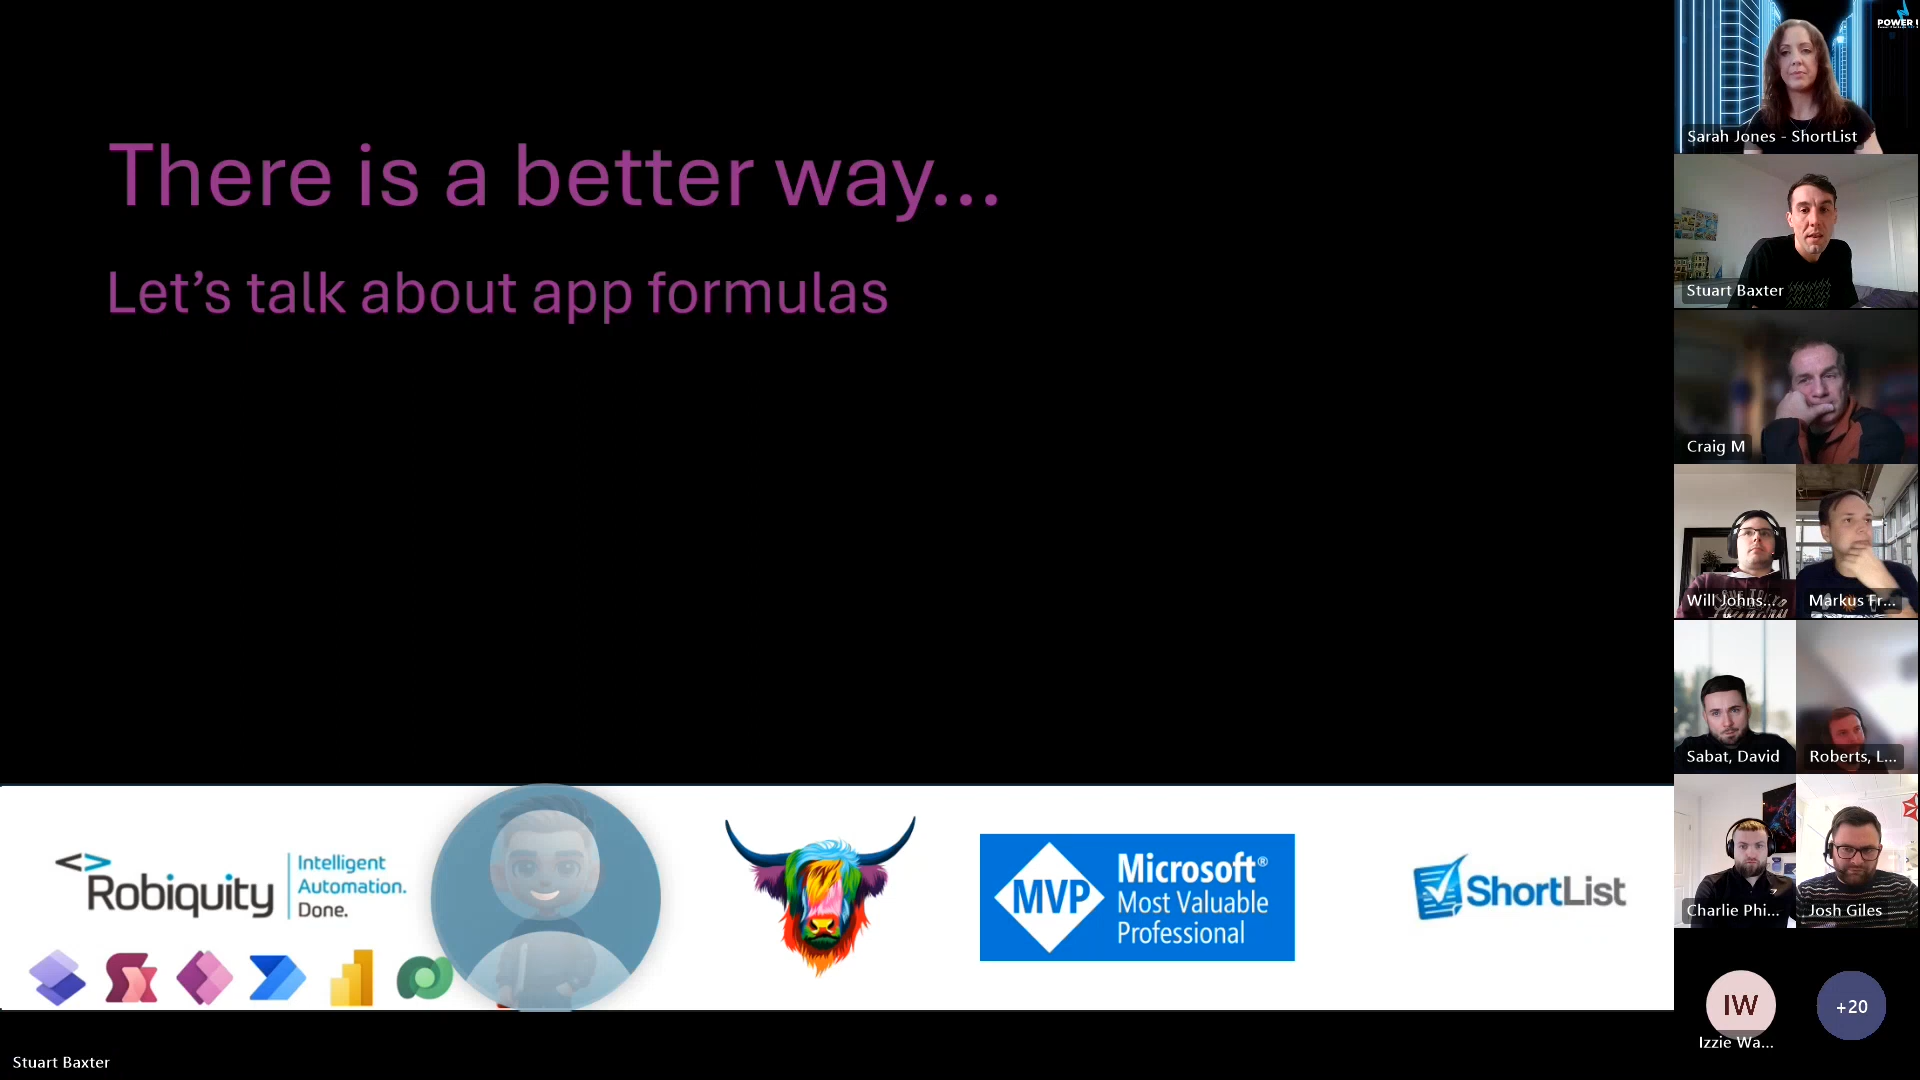 There is a better way...
Let's talk about app formulas
<> Robiquity
Intelligent
Automation.
Done.
MVP
Microsoft®
Most Valuable
Professional
ShortList
Stuart Baxter
POWER
Sarah Jones - ShortList
Stuart Baxter
Craig M
Will Johns...
Markus Fr...
Sabat, David
Roberts, L...
Charlie Phi...
Josh Giles
IW
Izzie Wa...
+20